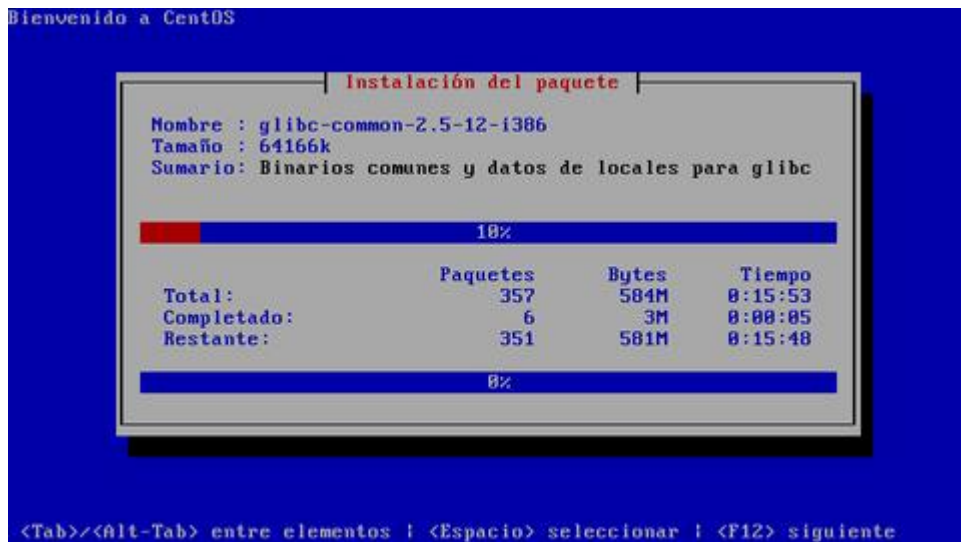 Bienvenido a CentOS
Instalación del paquete
Nombre : glibc-common-2.5-12-i386
Tamaño : 64166k
Sumario: Binarios comunes y datos de locales para glibc
10%
Paquetes Bytes Tiempo
Total: 357 584M 0:15:53
Completado: 6 3M 0:00:05
Restante: 351 581M 0:15:48
0%
<Tab>/<Alt-Tab> entre elementos | <Espacio> seleccionar | <F12> siguiente